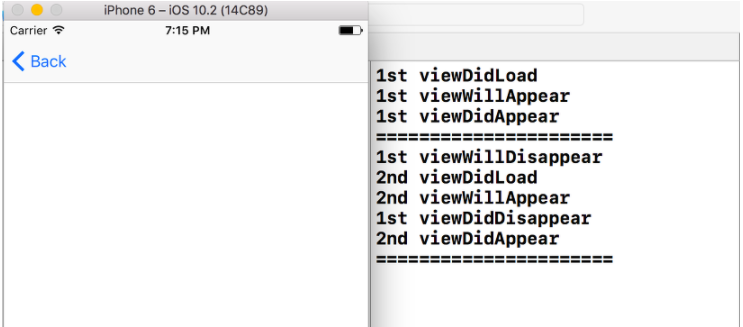 iPhone 6 – iOS 10.2 (14C89)
Carrier 7:15 PM
Back
1st viewDidLoad
1st viewWillAppear
1st viewDidAppear
======================
1st viewWillDisappear
2nd viewDidLoad
2nd viewWillAppear
1st viewDidDisappear
2nd viewDidAppear
======================